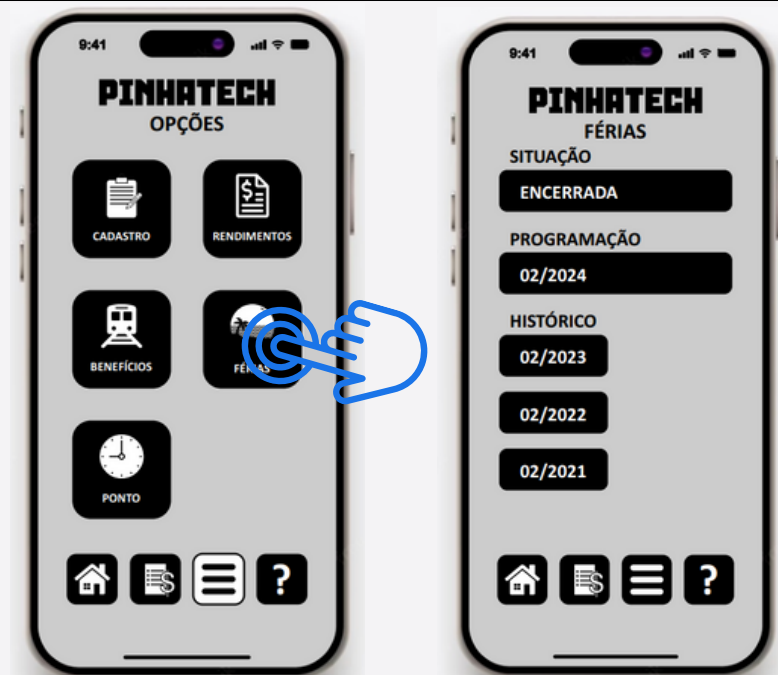 9:41
PINHATECH
OPÇÕES
CADASTRO
RENDIMENTOS
BENEFÍCIOS
FÉRIAS
PONTO
?
9:41
PINHATECH
FÉRIAS
SITUAÇÃO
ENCERRADA
PROGRAMAÇÃO
02/2024
HISTÓRICO
02/2023
02/2022
02/2021
?